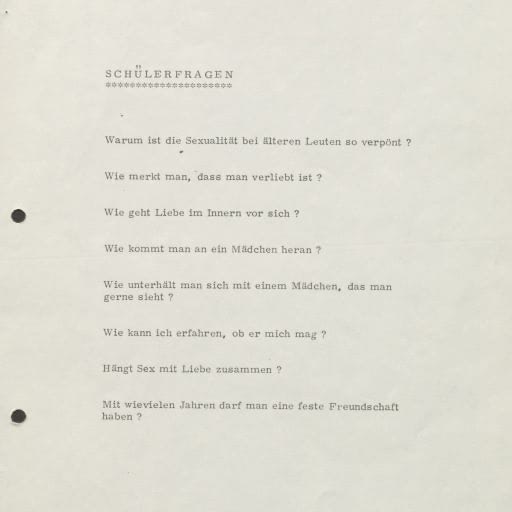 SCHÜLERFRAGEN
*********************
Warum ist die Sexualität bei älteren Leuten so verpönt ?
Wie merkt man, dass man verliebt ist ?
Wie geht Liebe im Innern vor sich ?
Wie kommt man an ein Mädchen heran ?
Wie unterhält man sich mit einem Mädchen, das man
gerne sieht ?
Wie kann ich erfahren, ob er mich mag ?
Hängt Sex mit Liebe zusammen ?
Mit wievielen Jahren darf man eine feste Freundschaft
haben ?